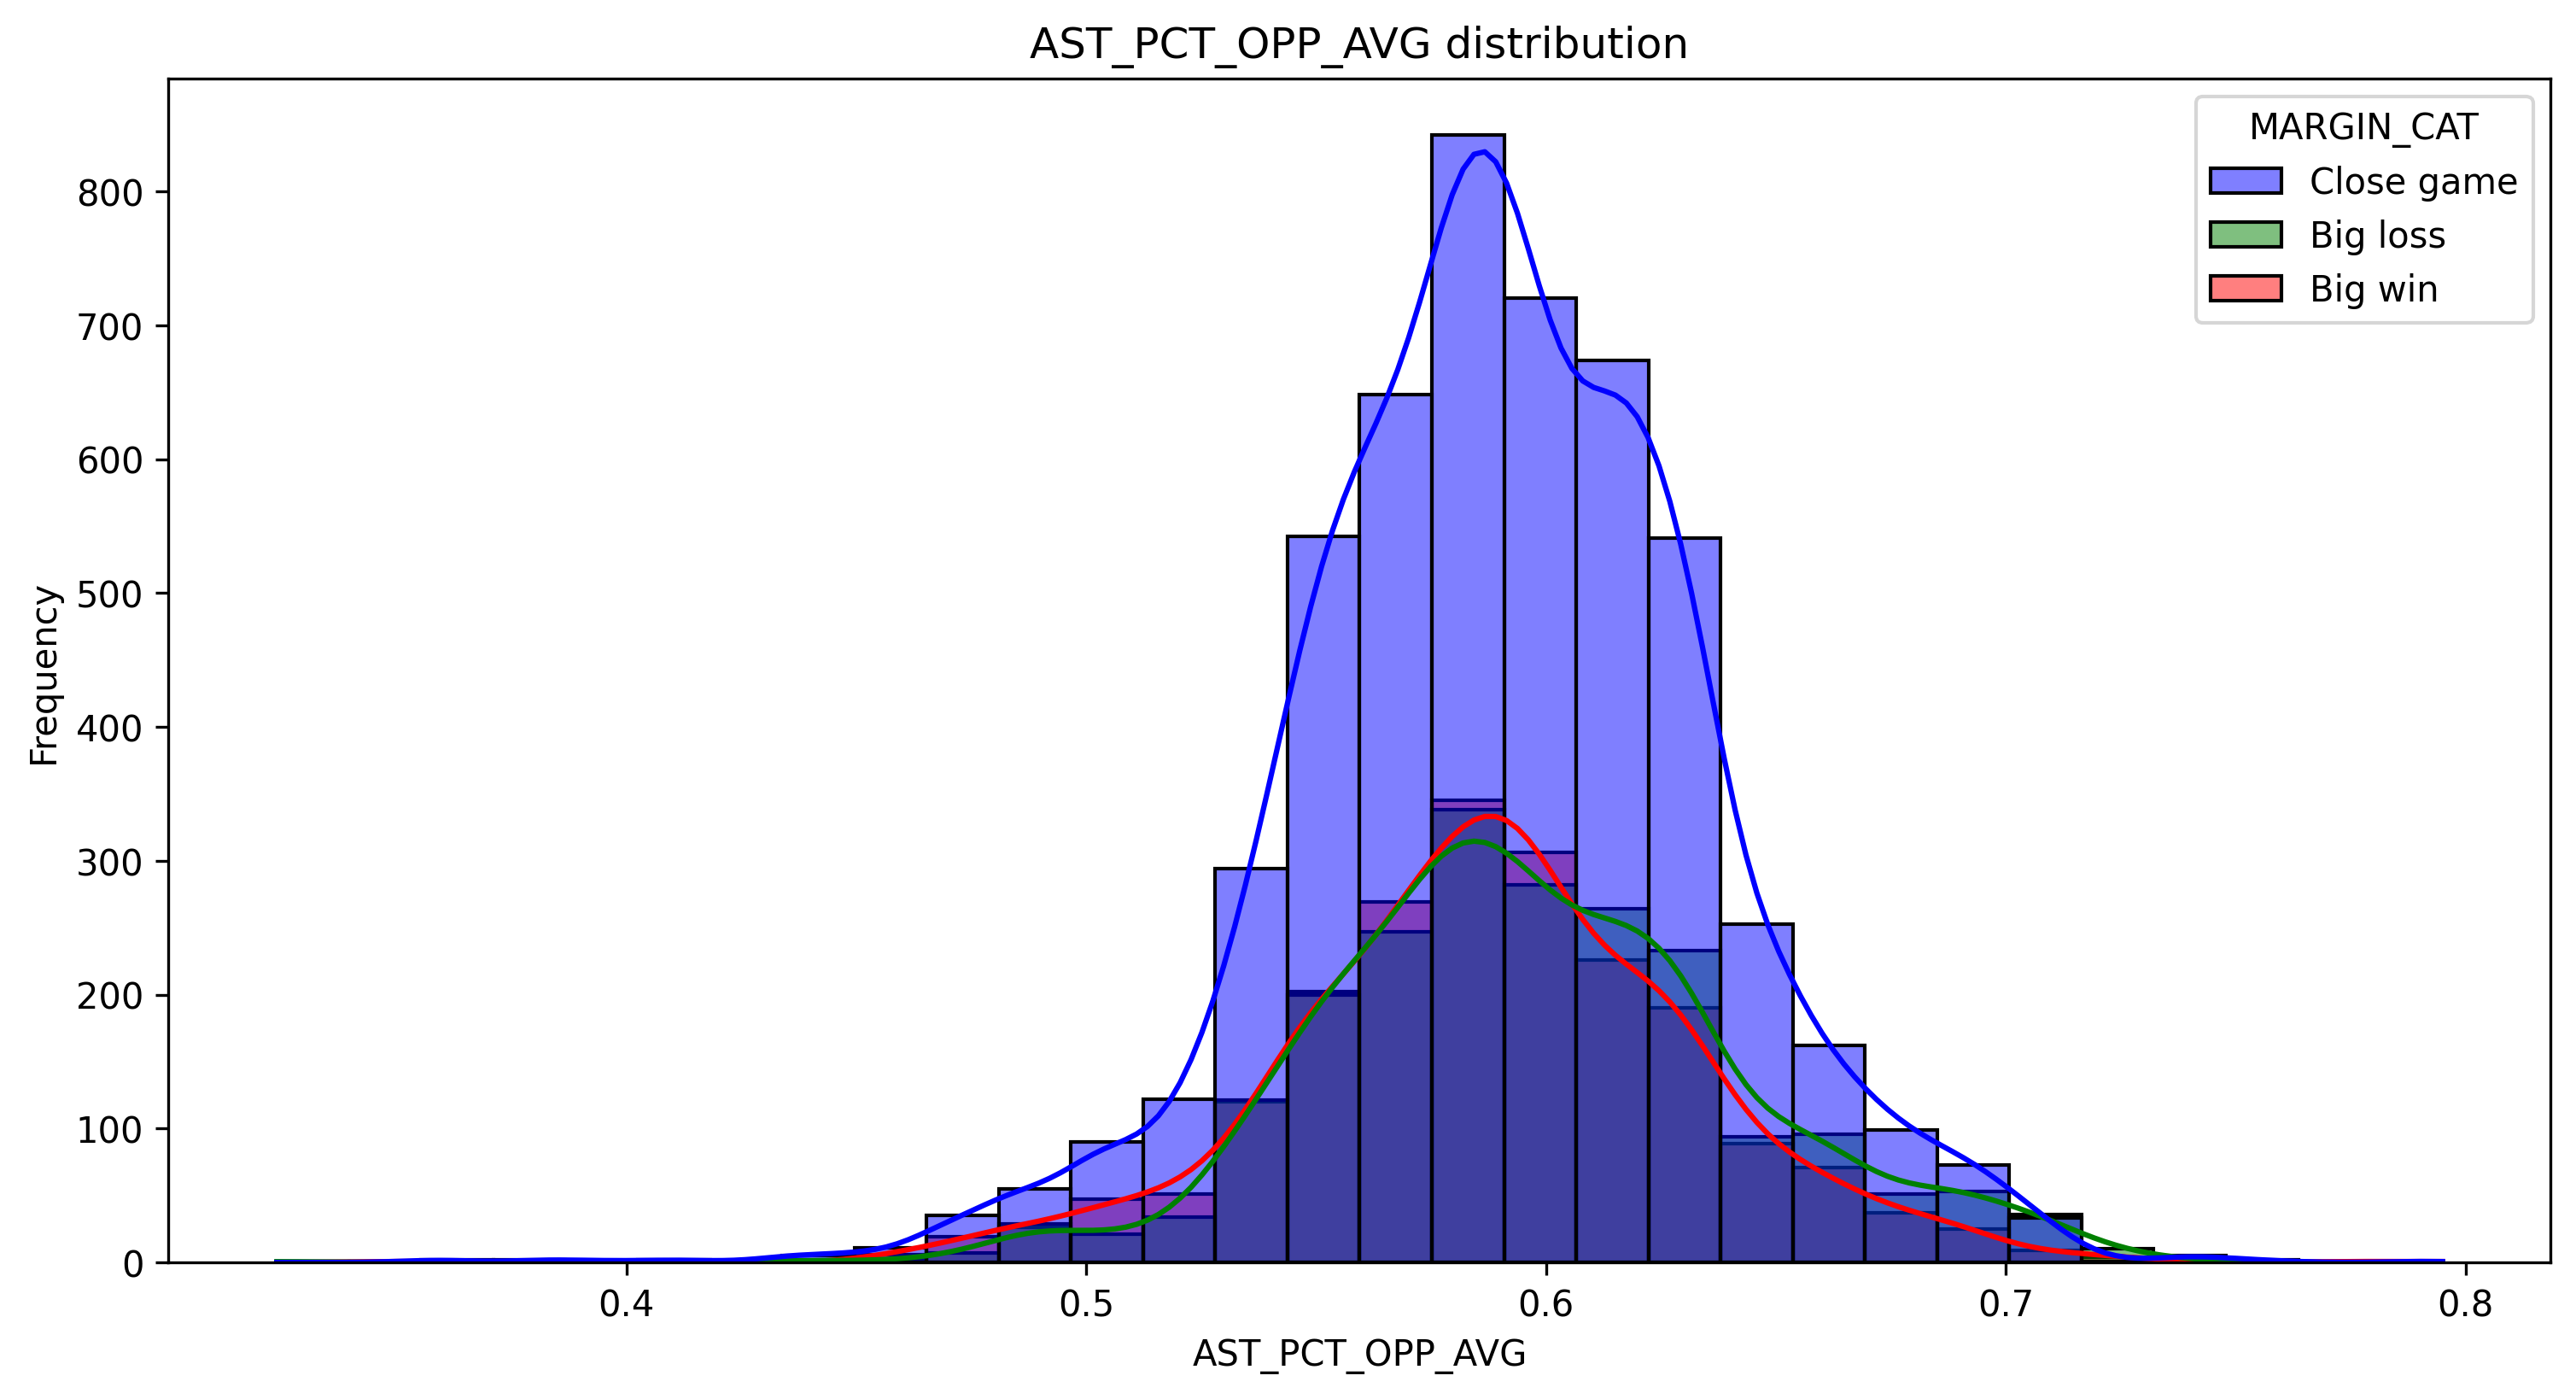 AST_PCT_OPP_AVG distribution
MARGIN_CAT
Close game
Big loss
Big win
Frequency
800
700
600
500
400
300
200
100
0
0.4 0.5 0.6 0.7 0.8
AST_PCT_OPP_AVG